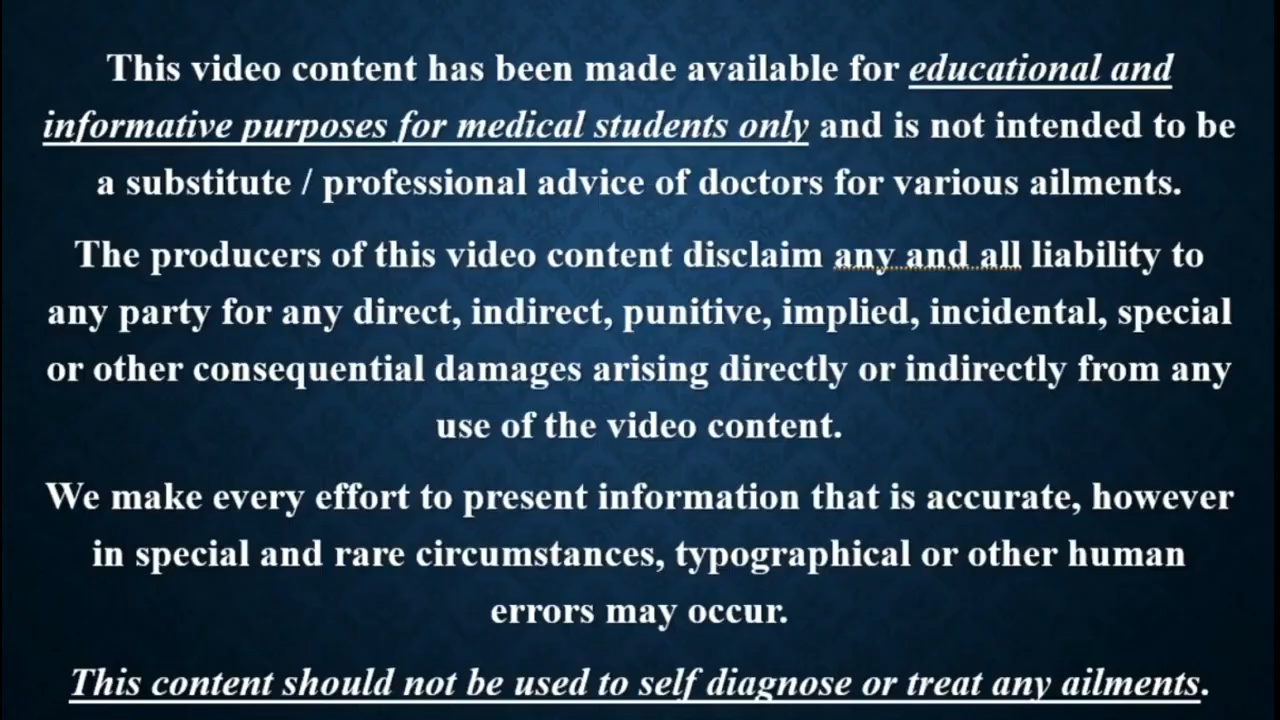 This video content has been made available for educational and
informative purposes for medical students only and is not intended to be
a substitute / professional advice of doctors for various ailments.
The producers of this video content disclaim any and all liability to
any party for any direct, indirect, punitive, implied, incidental, special
or other consequential damages arising directly or indirectly from any
use of the video content.
We make every effort to present information that is accurate, however
in special and rare circumstances, typographical or other human
errors may occur.
This content should not be used to self diagnose or treat any ailments.